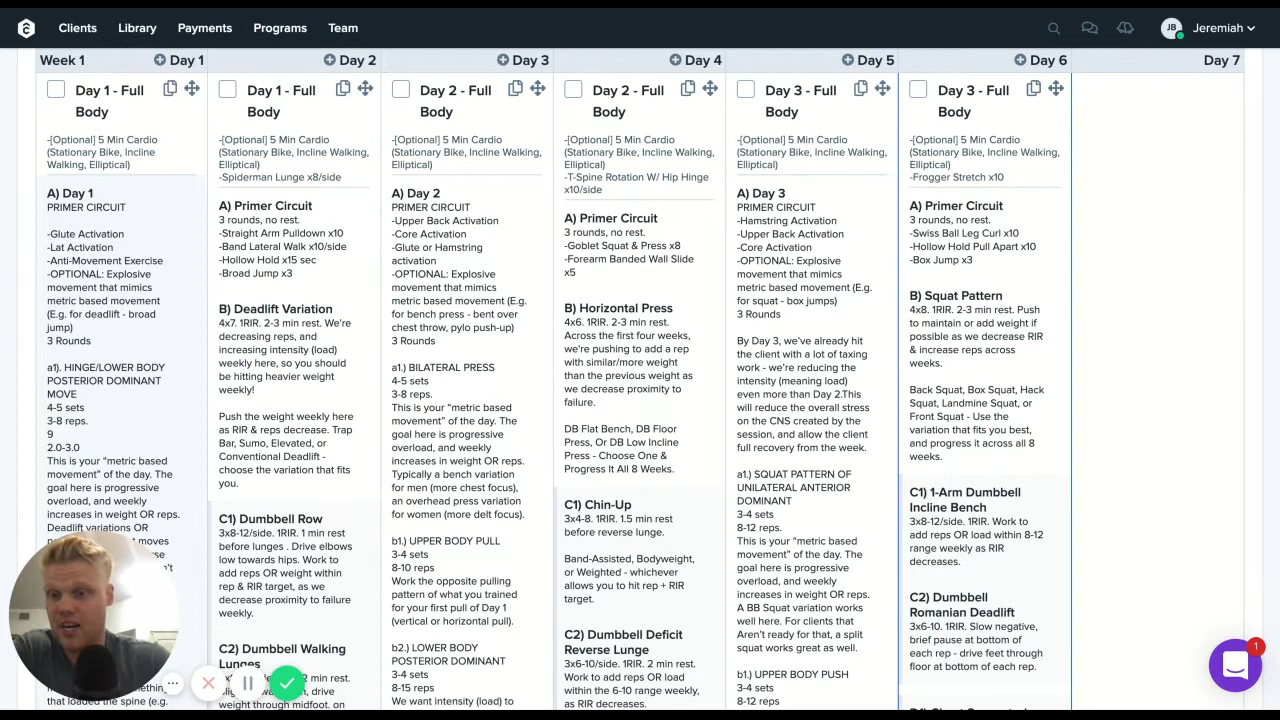 Clients Library Payments Programs Team JB Jeremiah
Week 1 Day 1 Day 2 Day 3 Day 4 Day 5 Day 6 Day 7
Day 1 - Full
Body
-[Optional] 5 Min Cardio
(Stationary Bike, Incline
Walking, Elliptical)
A) Day 1
PRIMER CIRCUIT
-Glute Activation
-Lat Activation
-Anti-Movement Exercise
-OPTIONAL: Explosive
movement that mimics
metric based movement
(E.g. for deadlift - broad
jump)
3 Rounds
a1). HINGE/LOWER BODY
POSTERIOR DOMINANT
MOVE
4-5 sets
3-8 reps.
9
2.0-3.0
This is your “metric based
movement” of the day. The
goal here is progressive
overload, and weekly
increases in weight OR reps.
Deadlift variations OR
moves
that loaded the spine (e.g.
Day 1 - Full
Body
-[Optional] 5 Min Cardio
(Stationary Bike, Incline Walking,
Elliptical)
-Spiderman Lunge x8/side
A) Primer Circuit
3 rounds, no rest.
-Straight Arm Pulldown x10
-Band Lateral Walk x10/side
-Hollow Hold x15 sec
-Broad Jump x3
B) Deadlift Variation
4x7. 1RIR. 2-3 min rest. We're
decreasing reps, and
increasing intensity (load)
weekly here, so you should
be hitting heavier weight
weekly!
Push the weight weekly here
as RIR & reps decrease. Trap
Bar, Sumo, Elevated, or
Conventional Deadlift -
choose the variation that fits
you.
C1) Dumbbell Row
3x8-12/side. 1RIR. 1 min rest
before lunges . Drive elbows
low towards hips. Work to
add reps OR weight within
rep & RIR target, as we
decrease proximity to failure
weekly.
C2) Dumbbell Walking
Lunges
2 min rest.
drive
weight through midfoot. on
Day 2 - Full
Body
-[Optional] 5 Min Cardio
(Stationary Bike, Incline Walking,
Elliptical)
A) Day 2
PRIMER CIRCUIT
-Upper Back Activation
-Core Activation
-Glute or Hamstring
activation
-OPTIONAL: Explosive
movement that mimics
metric based movement (E.g.
for bench press - bent over
chest throw, pylo push-up)
3 Rounds
a1.) BILATERAL PRESS
4-5 sets
3-8 reps.
This is your “metric based
movement” of the day. The
goal here is progressive
overload, and weekly
increases in weight OR reps.
Typically a bench variation
for men (more chest focus),
an overhead press variation
for women (more delt focus).
b1.) UPPER BODY PULL
3-4 sets
8-10 reps
Work the opposite pulling
pattern of what you trained
for your first pull of Day 1
(vertical or horizontal pull).
b2.) LOWER BODY
POSTERIOR DOMINANT
3-4 sets
8-15 reps
We want intensity (load) to
Day 2 - Full
Body
-[Optional] 5 Min Cardio
(Stationary Bike, Incline Walking,
Elliptical)
-T-Spine Rotation W/ Hip Hinge
x10/side
A) Primer Circuit
3 rounds, no rest.
-Goblet Squat & Press x8
-Forearm Banded Wall Slide
x5
B) Horizontal Press
4x6. 1RIR. 2-3 min rest.
Across the first four weeks,
we're pushing to add a rep
with similar/more weight
than the previous weight as
we decrease proximity to
failure.
DB Flat Bench, DB Floor
Press, Or DB Low Incline
Press - Choose One &
Progress It All 8 Weeks.
C1) Chin-Up
3x4-8. 1RIR. 1.5 min rest
before reverse lunge.
Band-Assisted, Bodyweight,
or Weighted - whichever
allows you to hit rep + RIR
target.
C2) Dumbbell Deficit
Reverse Lunge
3x6-10/side. 1RIR. 2 min rest.
Work to add reps OR load
within the 6-10 range weekly,
as RIR decreases.
Day 3 - Full
Body
-[Optional] 5 Min Cardio
(Stationary Bike, Incline Walking,
Elliptical)
A) Day 3
PRIMER CIRCUIT
-Hamstring Activation
-Upper Back Activation
-Core Activation
-OPTIONAL: Explosive
movement that mimics
metric based movement (E.g.
for squat - box jumps)
3 Rounds
By Day 3, we’ve already hit
the client with a lot of taxing
work - we’re reducing the
intensity (meaning load)
even more than Day 2.This
will reduce the overall stress
on the CNS created by the
session, and allow the client
full recovery from the week.
a1.) SQUAT PATTERN OF
UNILATERAL ANTERIOR
DOMINANT
3-4 sets
8-12 reps.
This is your “metric based
movement” of the day. The
goal here is progressive
overload, and weekly
increases in weight OR reps.
A BB Squat variation works
well here. For clients that
Aren’t ready for that, a split
squat works great as well.
b1.) UPPER BODY PUSH
3-4 sets
8-12 reps
Day 3 - Full
Body
-[Optional] 5 Min Cardio
(Stationary Bike, Incline Walking,
Elliptical)
-Frogger Stretch x10
A) Primer Circuit
3 rounds, no rest.
-Swiss Ball Leg Curl x10
-Hollow Hold Pull Apart x10
-Box Jump x3
B) Squat Pattern
4x8. 1RIR. 2-3 min rest. Push
to maintain or add weight if
possible as we decrease RIR
& increase reps across
weeks.
Back Squat, Box Squat, Hack
Squat, Landmine Squat, or
Front Squat - Use the
variation that fits you best,
and progress it across all 8
weeks.
C1) 1-Arm Dumbbell
Incline Bench
3x8-12/side. 1RIR. Work to
add reps OR load within 8-12
range weekly as RIR
decreases.
C2) Dumbbell
Romanian Deadlift
3x6-10. 1RIR. Slow negative,
brief pause at bottom of
each rep - drive feet through
floor at bottom of each rep.
1